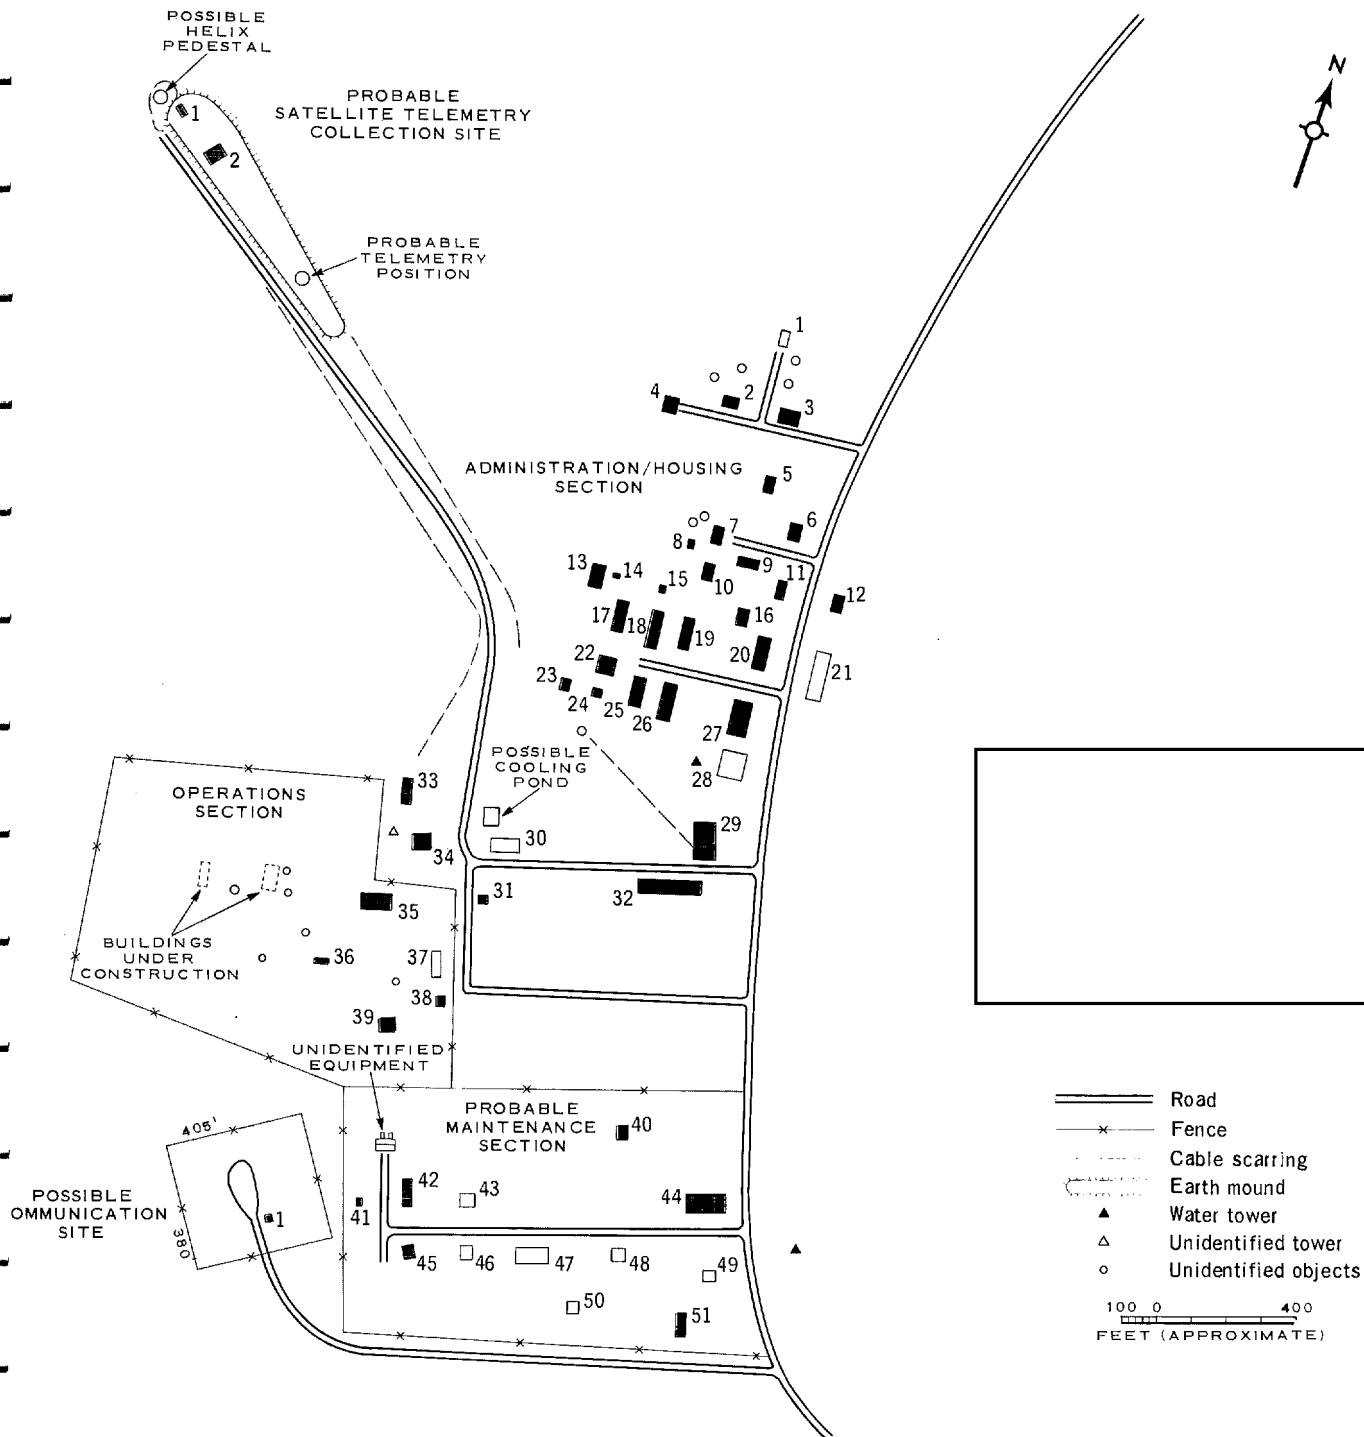 POSSIBLE
HELIX
PEDESTAL
1
2
PROBABLE
SATELLITE TELEMETRY
COLLECTION SITE
N
PROBABLE
TELEMETRY
POSITION
1
4
2
3
ADMINISTRATION/HOUSING
SECTION
5
6
7
8
9
10
11
12
13
14
15
16
17
18
19
20
21
22
23
24
25
26
27
28
POSSIBLE
COOLING
POND
29
30
31
32
33
34
OPERATIONS
SECTION
35
36
37
38
39
BUILDINGS
UNDER
CONSTRUCTION
UNIDENTIFIED
EQUIPMENT
PROBABLE
MAINTENANCE
SECTION
40
41
42
43
44
45
46
47
48
49
50
51
405'
380'
1
POSSIBLE
OMMUNICATION
SITE
Road
Fence
Cable scarring
Earth mound
Water tower
Unidentified tower
Unidentified objects
100 0 400
FEET (APPROXIMATE)